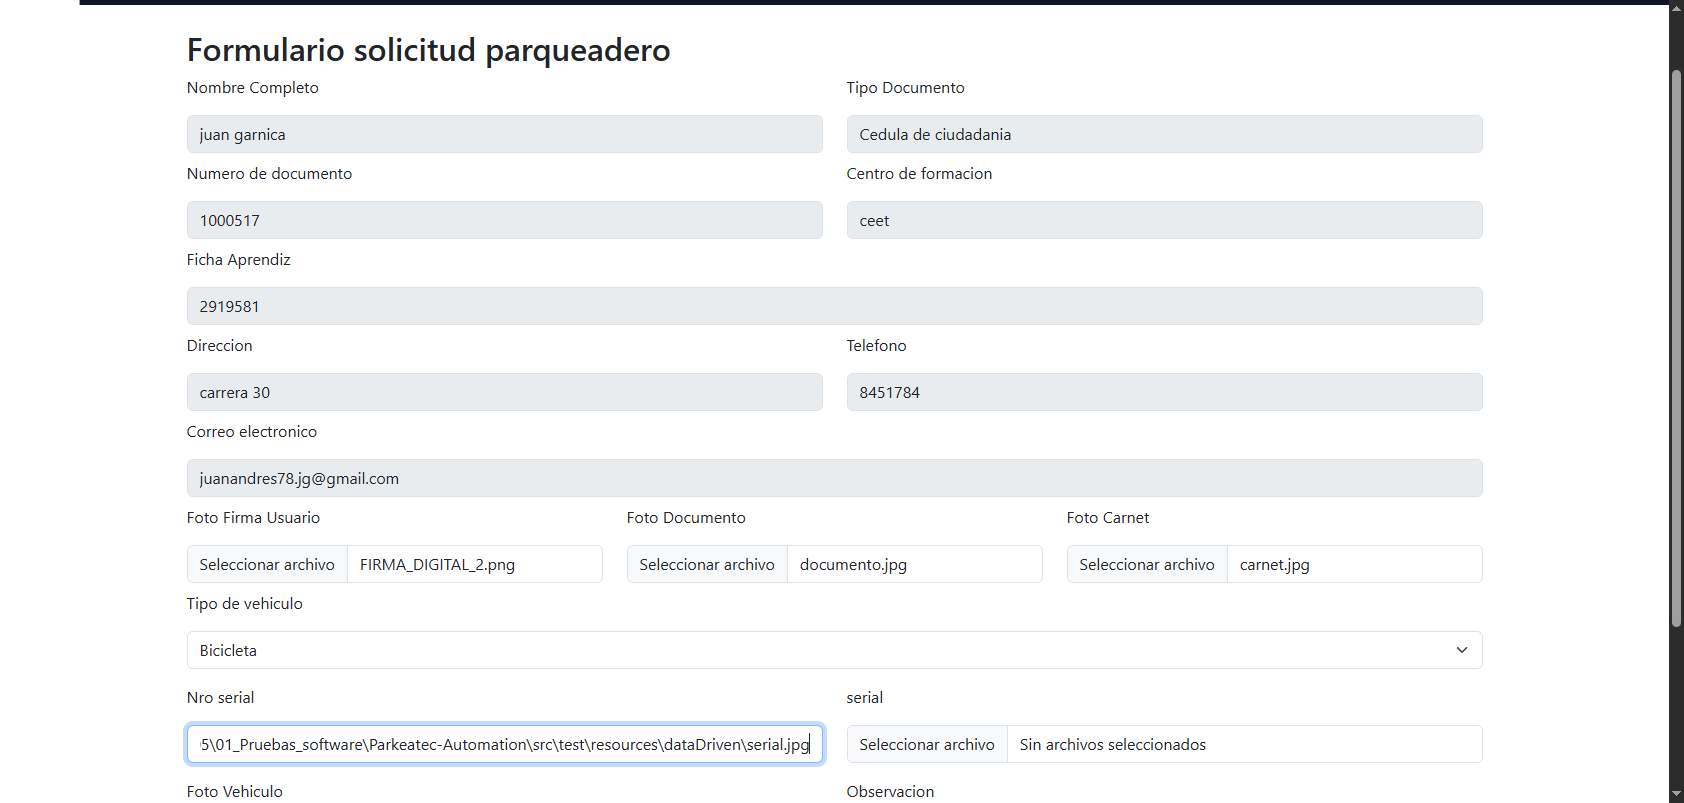 Formulario solicitud parqueadero
Nombre Completo
Tipo Documento
juan garnica
Cedula de ciudadania
Numero de documento
Centro de formacion
1000517
ceet
Ficha Aprendiz
2919581
Direccion
Telefono
carrera 30
8451784
Correo electronico
juanandres78.jg@gmail.com
Foto Firma Usuario
Foto Documento
Foto Carnet
Seleccionar archivo FIRMA_DIGITAL_2.png
Seleccionar archivo documento.jpg
Seleccionar archivo carnet.jpg
Tipo de vehiculo
Bicicleta
Nro serial
serial
5\01_Pruebas_software\Parkeatec-Automation\src\test\resources\dataDriven\serial.jpg
Seleccionar archivo Sin archivos seleccionados
Foto Vehiculo
Observacion